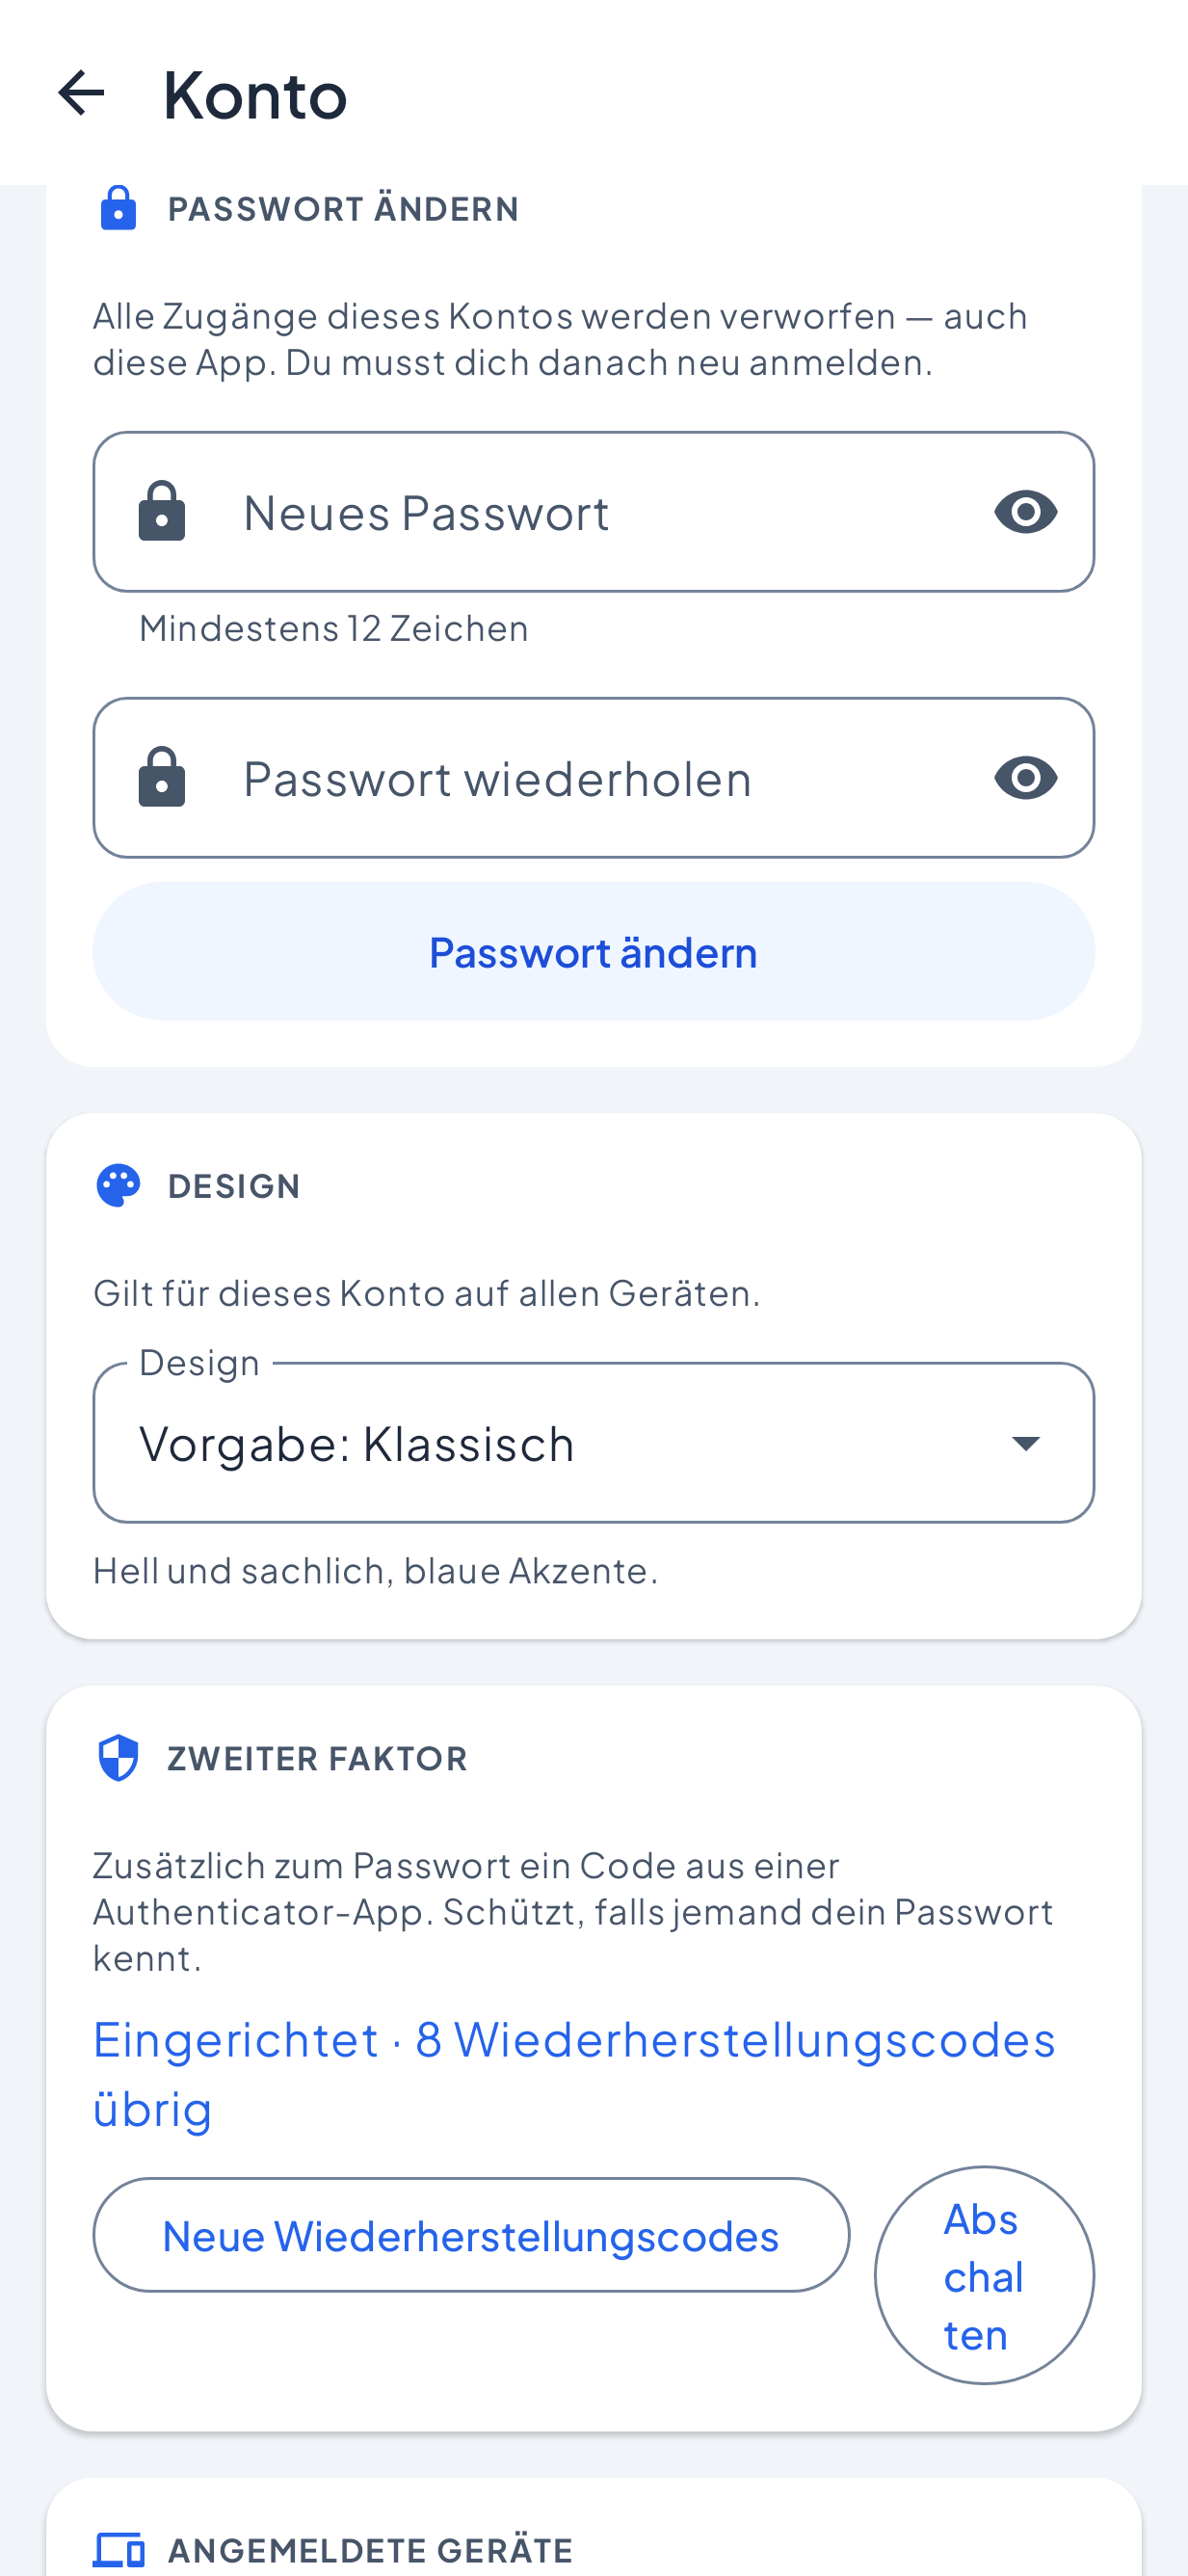 Konto
PASSWORT ÄNDERN
Alle Zugänge dieses Kontos werden verworfen — auch
diese App. Du musst dich danach neu anmelden.
Neues Passwort
Mindestens 12 Zeichen
Passwort wiederholen
Passwort ändern
DESIGN
Gilt für dieses Konto auf allen Geräten.
Design
Vorgabe: Klassisch
Hell und sachlich, blaue Akzente.
ZWEITER FAKTOR
Zusätzlich zum Passwort ein Code aus einer
Authenticator-App. Schützt, falls jemand dein Passwort
kennt.
Eingerichtet · 8 Wiederherstellungscodes
übrig
Neue Wiederherstellungscodes
Abs
chal
ten
ANGEMELDETE GERÄTE